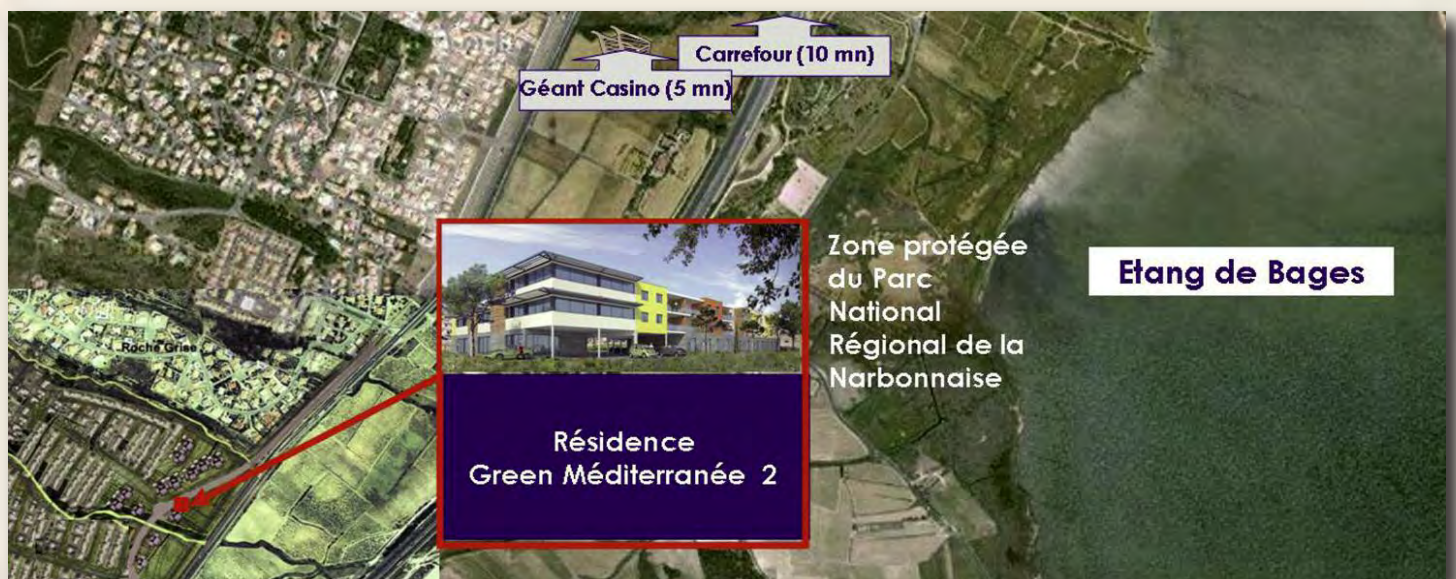 Carrefour (10 mn)
Géant Casino (5 mn)
Zone protégée
du Parc
National
Régional de la
Narbonnaise
Etang de Bages
Roche Grise
Résidence
Green Méditerranée 2